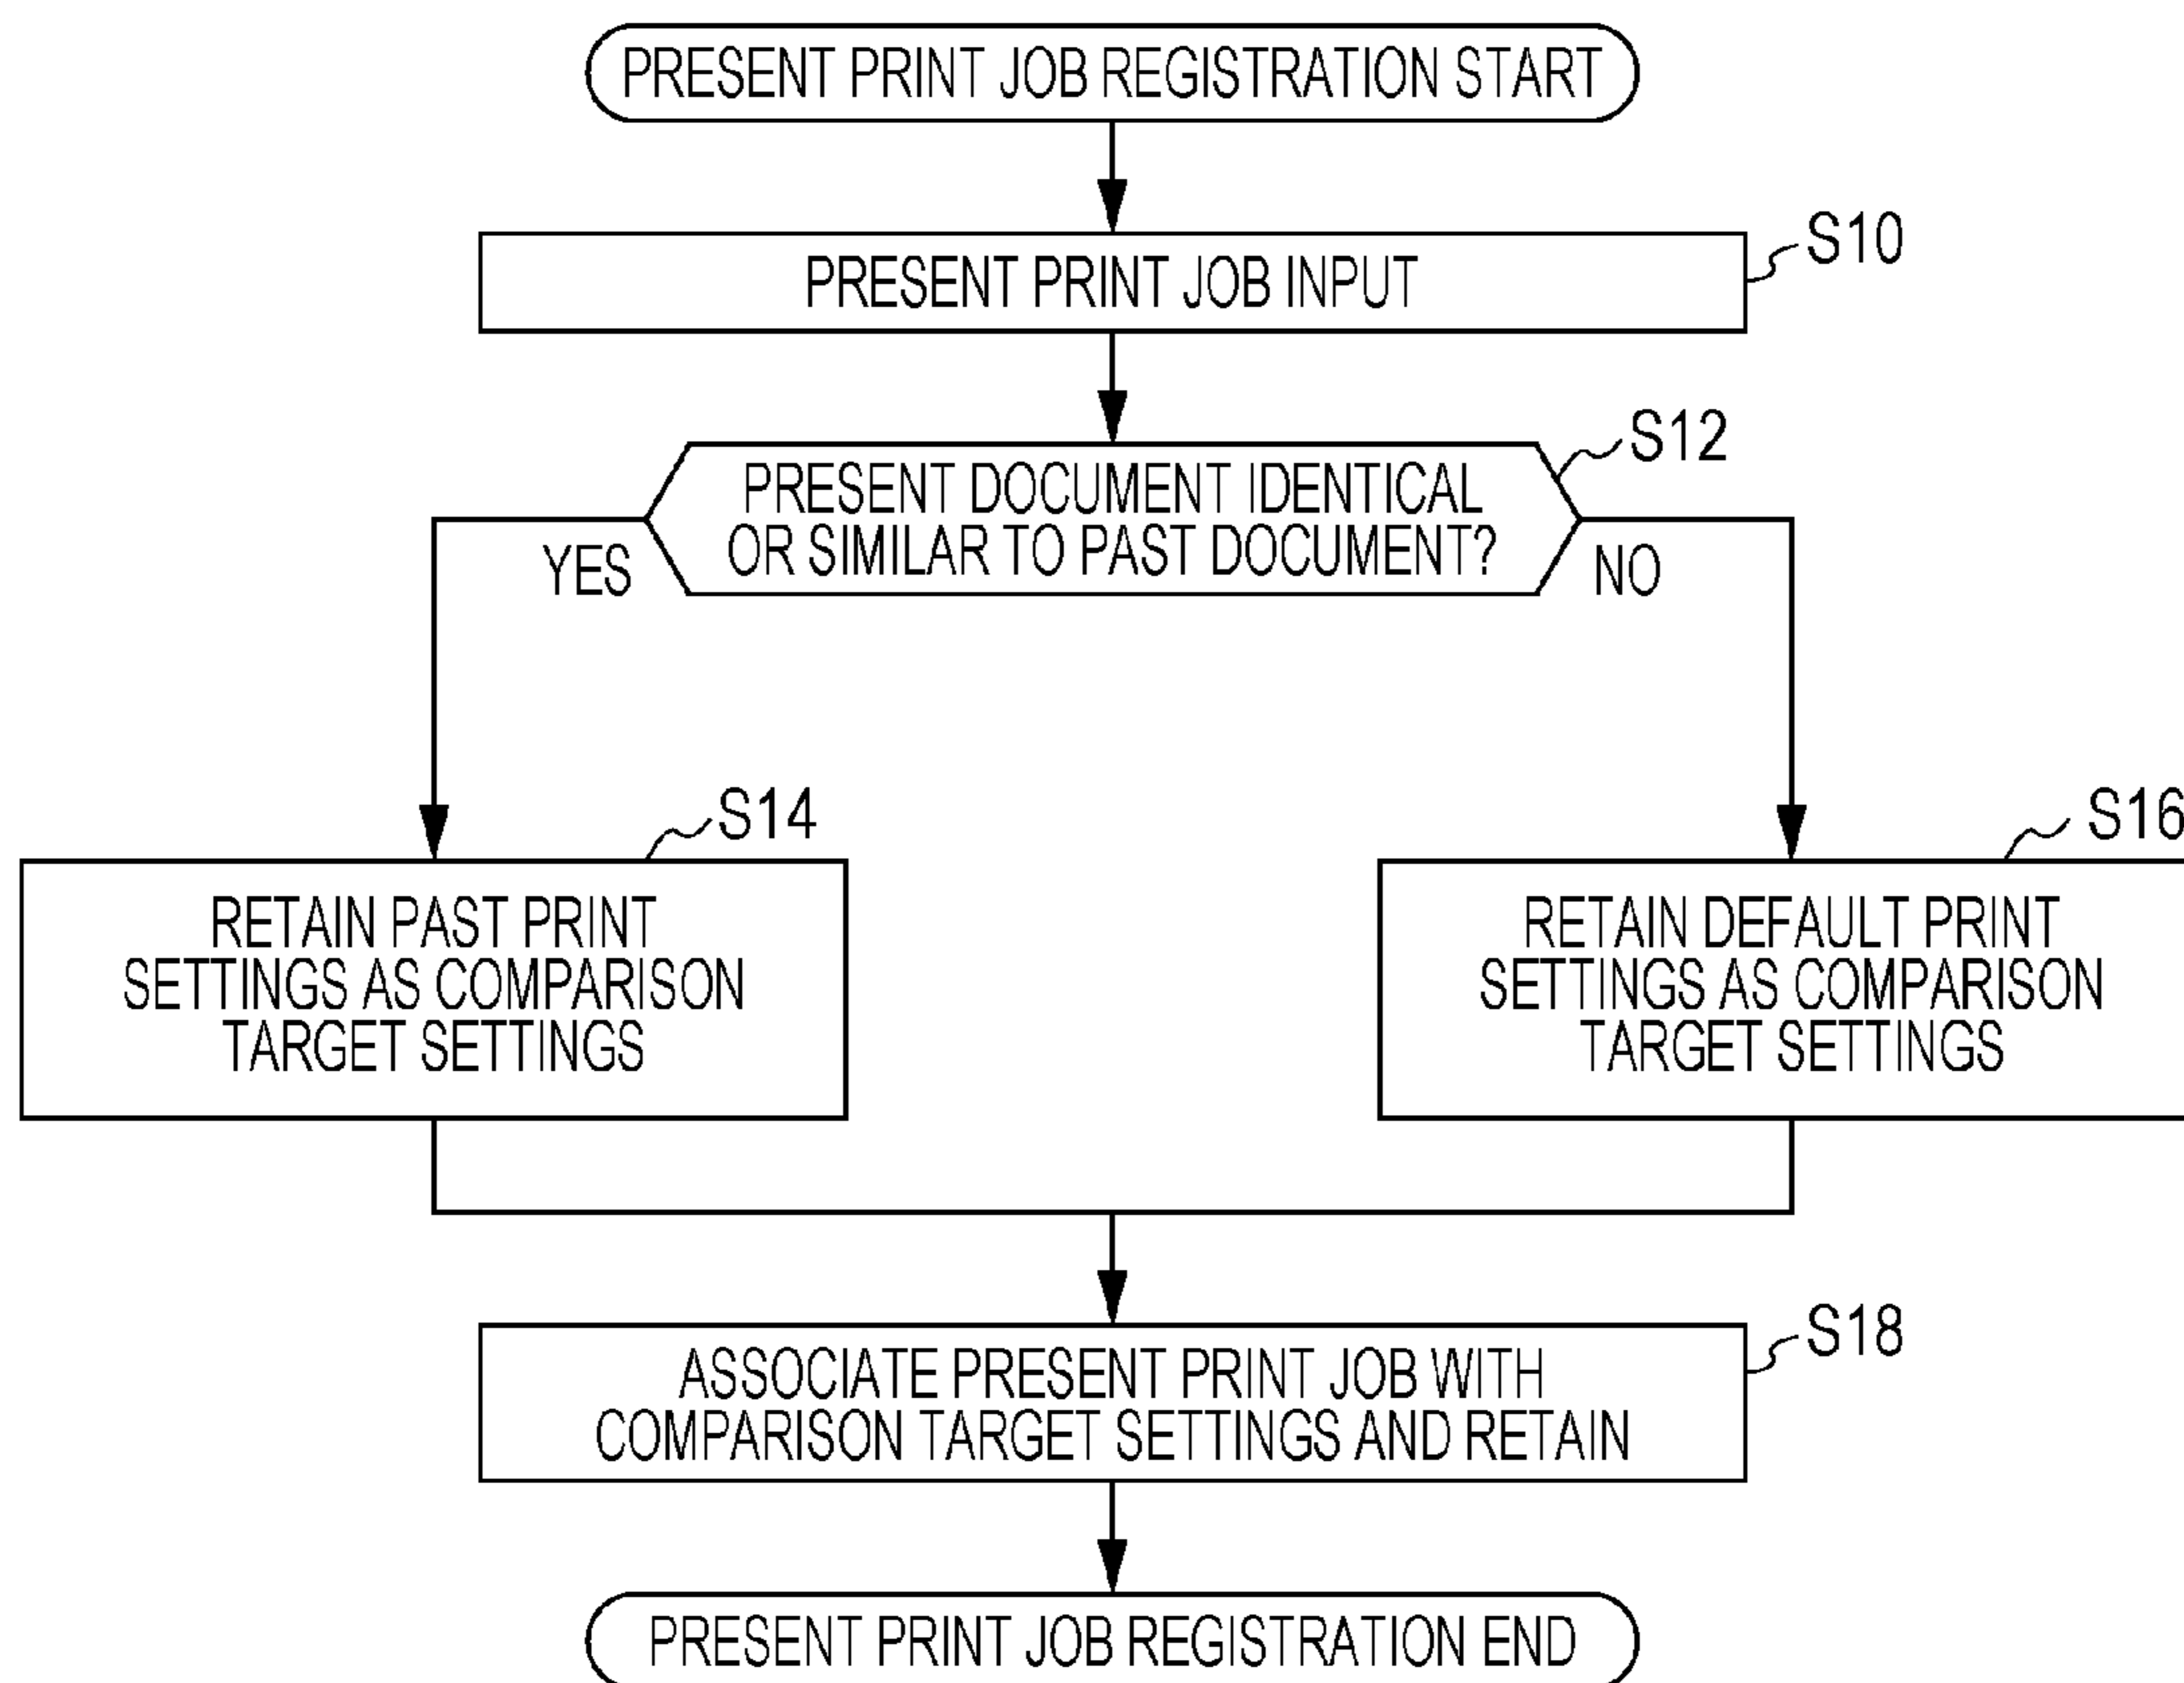 PRESENT PRINT JOB REGISTRATION START
S10
PRESENT PRINT JOB INPUT
S12
PRESENT DOCUMENT IDENTICAL
OR SIMILAR TO PAST DOCUMENT?
YES
NO
S14
S16
RETAIN PAST PRINT
SETTINGS AS COMPARISON
TARGET SETTINGS
RETAIN DEFAULT PRINT
SETTINGS AS COMPARISON
TARGET SETTINGS
S18
ASSOCIATE PRESENT PRINT JOB WITH
COMPARISON TARGET SETTINGS AND RETAIN
PRESENT PRINT JOB REGISTRATION END